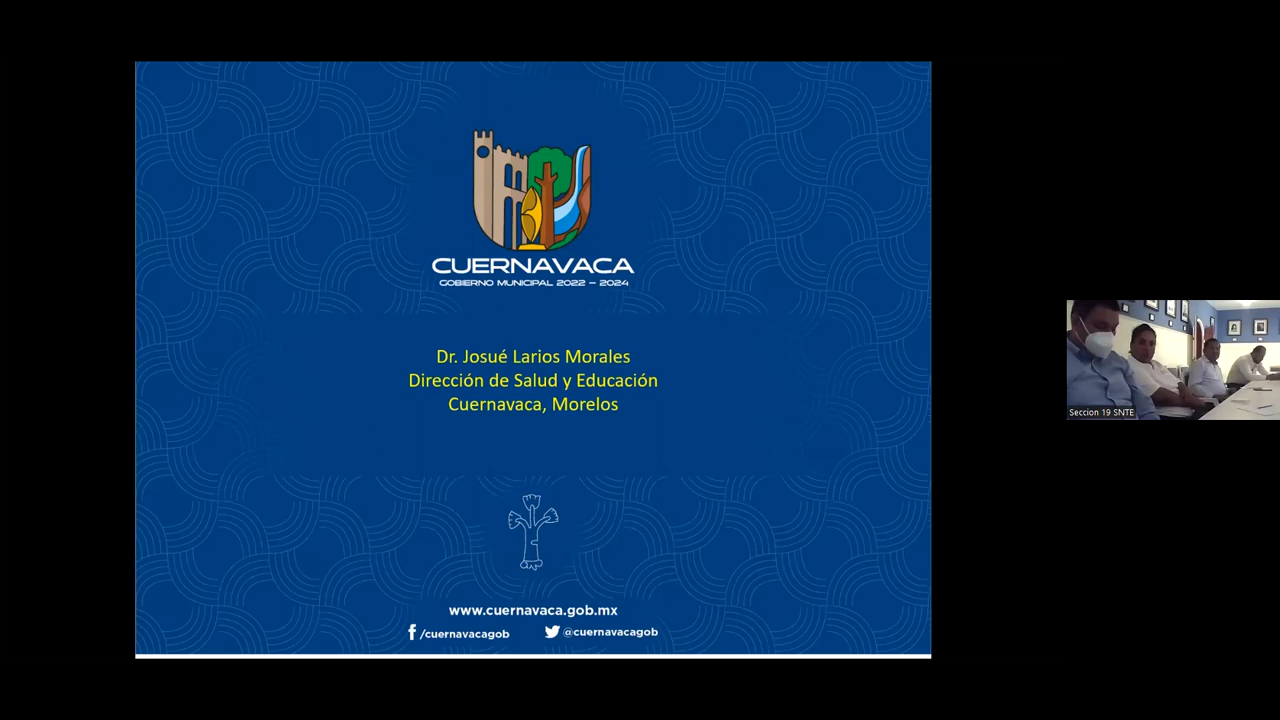 CUERNAVACA
GOBIERNO MUNICIPAL 2022 – 2024
Dr. Josué Larios Morales
Dirección de Salud y Educación
Cuernavaca, Morelos
www.cuernavaca.gob.mx
/cuernavacagob
@cuernavacagob
Seccion 19 SNTE